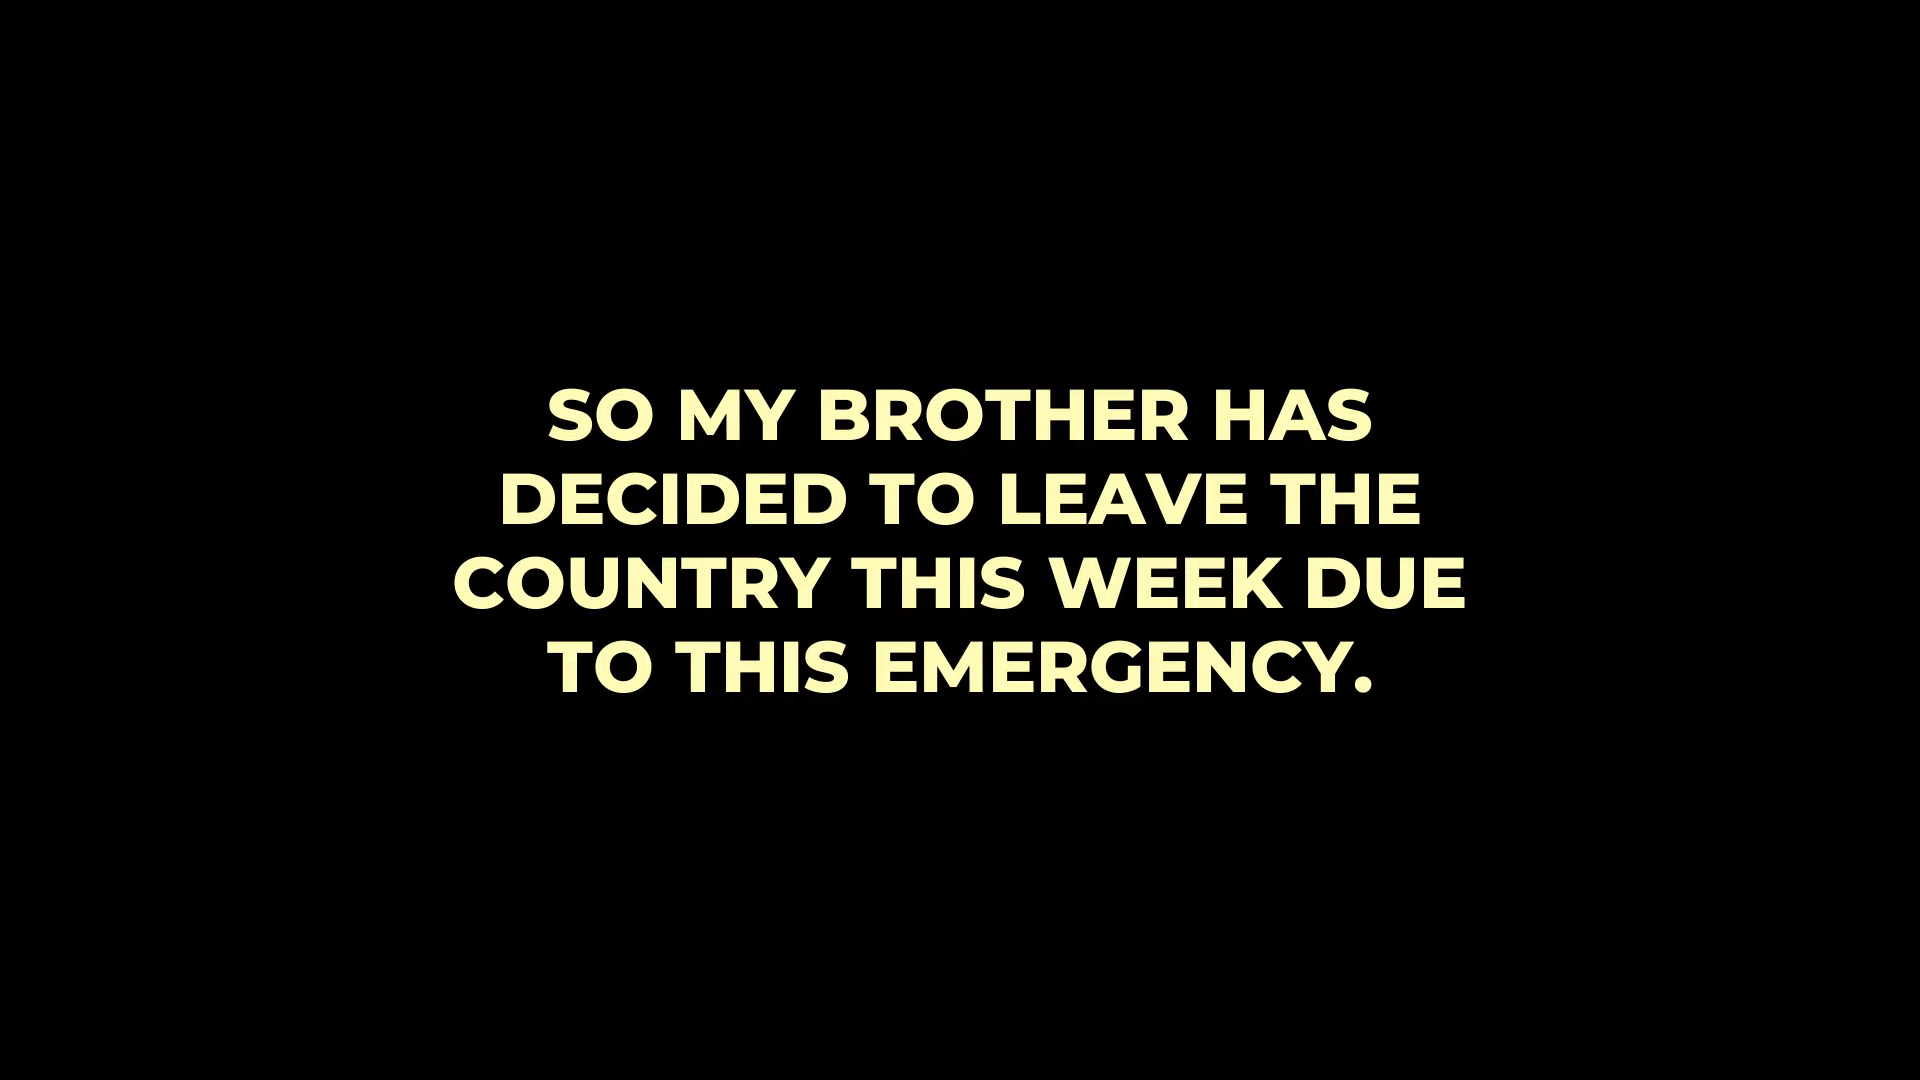 SO MY BROTHER HAS
DECIDED TO LEAVE THE
COUNTRY THIS WEEK DUE
TO THIS EMERGENCY.